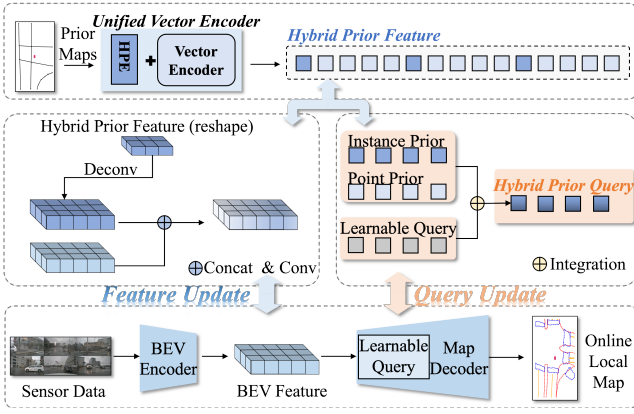 Unified Vector Encoder
Prior
Maps
HPE
+
Vector
Encoder
Hybrid Prior Feature
Hybrid Prior Feature (reshape)
Deconv
Concat & Conv
Instance Prior
Point Prior
Learnable Query
Hybrid Prior Query
Integration
Feature Update
Query Update
Sensor Data
BEV
Encoder
BEV Feature
Learnable
Query
Map
Decoder
Online
Local
Map